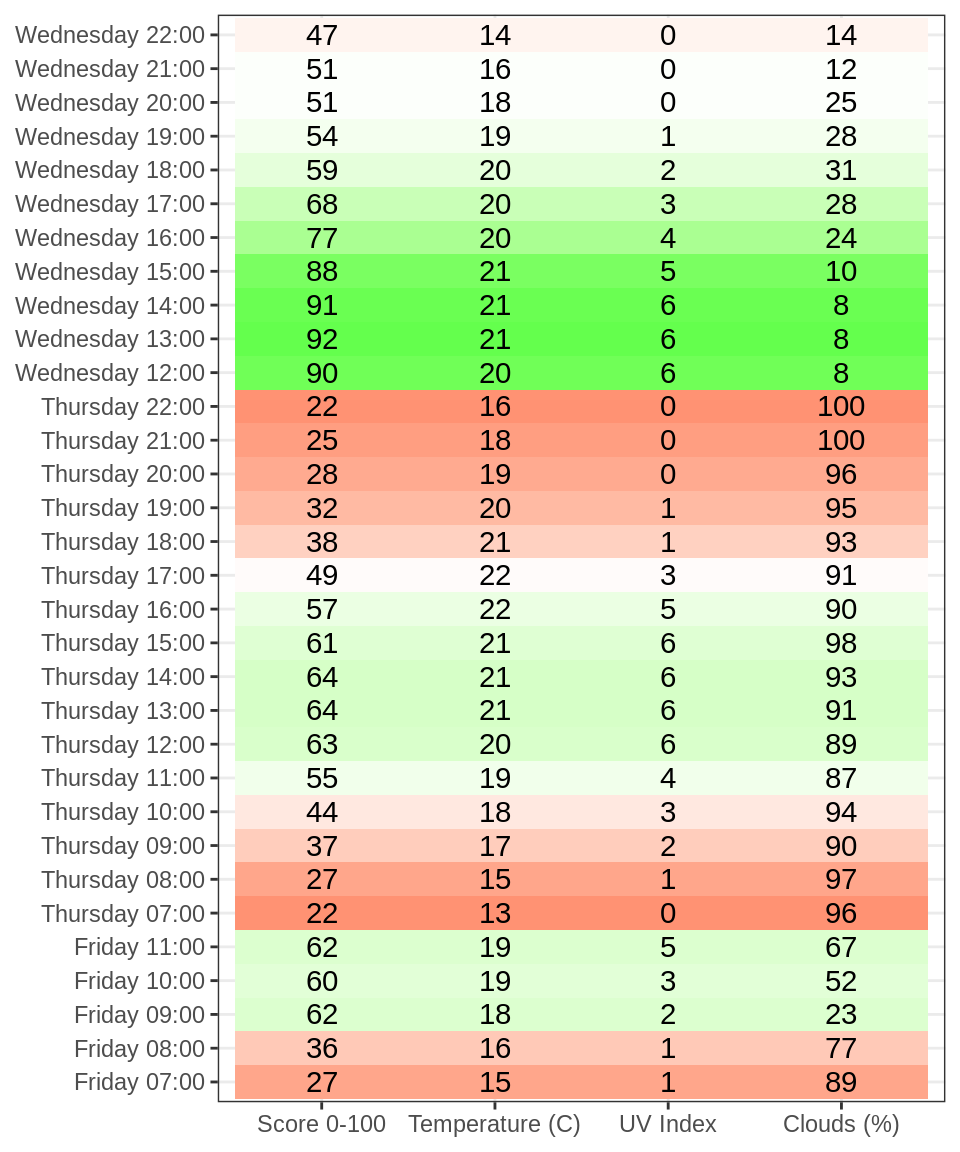 Wednesday 22:00 47 14 0 14
Wednesday 21:00 51 16 0 12
Wednesday 20:00 51 18 0 25
Wednesday 19:00 54 19 1 28
Wednesday 18:00 59 20 2 31
Wednesday 17:00 68 20 3 28
Wednesday 16:00 77 20 4 24
Wednesday 15:00 88 21 5 10
Wednesday 14:00 91 21 6 8
Wednesday 13:00 92 21 6 8
Wednesday 12:00 90 20 6 8
Thursday 22:00 22 16 0 100
Thursday 21:00 25 18 0 100
Thursday 20:00 28 19 0 96
Thursday 19:00 32 20 1 95
Thursday 18:00 38 21 1 93
Thursday 17:00 49 22 3 91
Thursday 16:00 57 22 5 90
Thursday 15:00 61 21 6 98
Thursday 14:00 64 21 6 93
Thursday 13:00 64 21 6 91
Thursday 12:00 63 20 6 89
Thursday 11:00 55 19 4 87
Thursday 10:00 44 18 3 94
Thursday 09:00 37 17 2 90
Thursday 08:00 27 15 1 97
Thursday 07:00 22 13 0 96
Friday 11:00 62 19 5 67
Friday 10:00 60 19 3 52
Friday 09:00 62 18 2 23
Friday 08:00 36 16 1 77
Friday 07:00 27 15 1 89
Score 0-100 Temperature (C) UV Index Clouds (%)